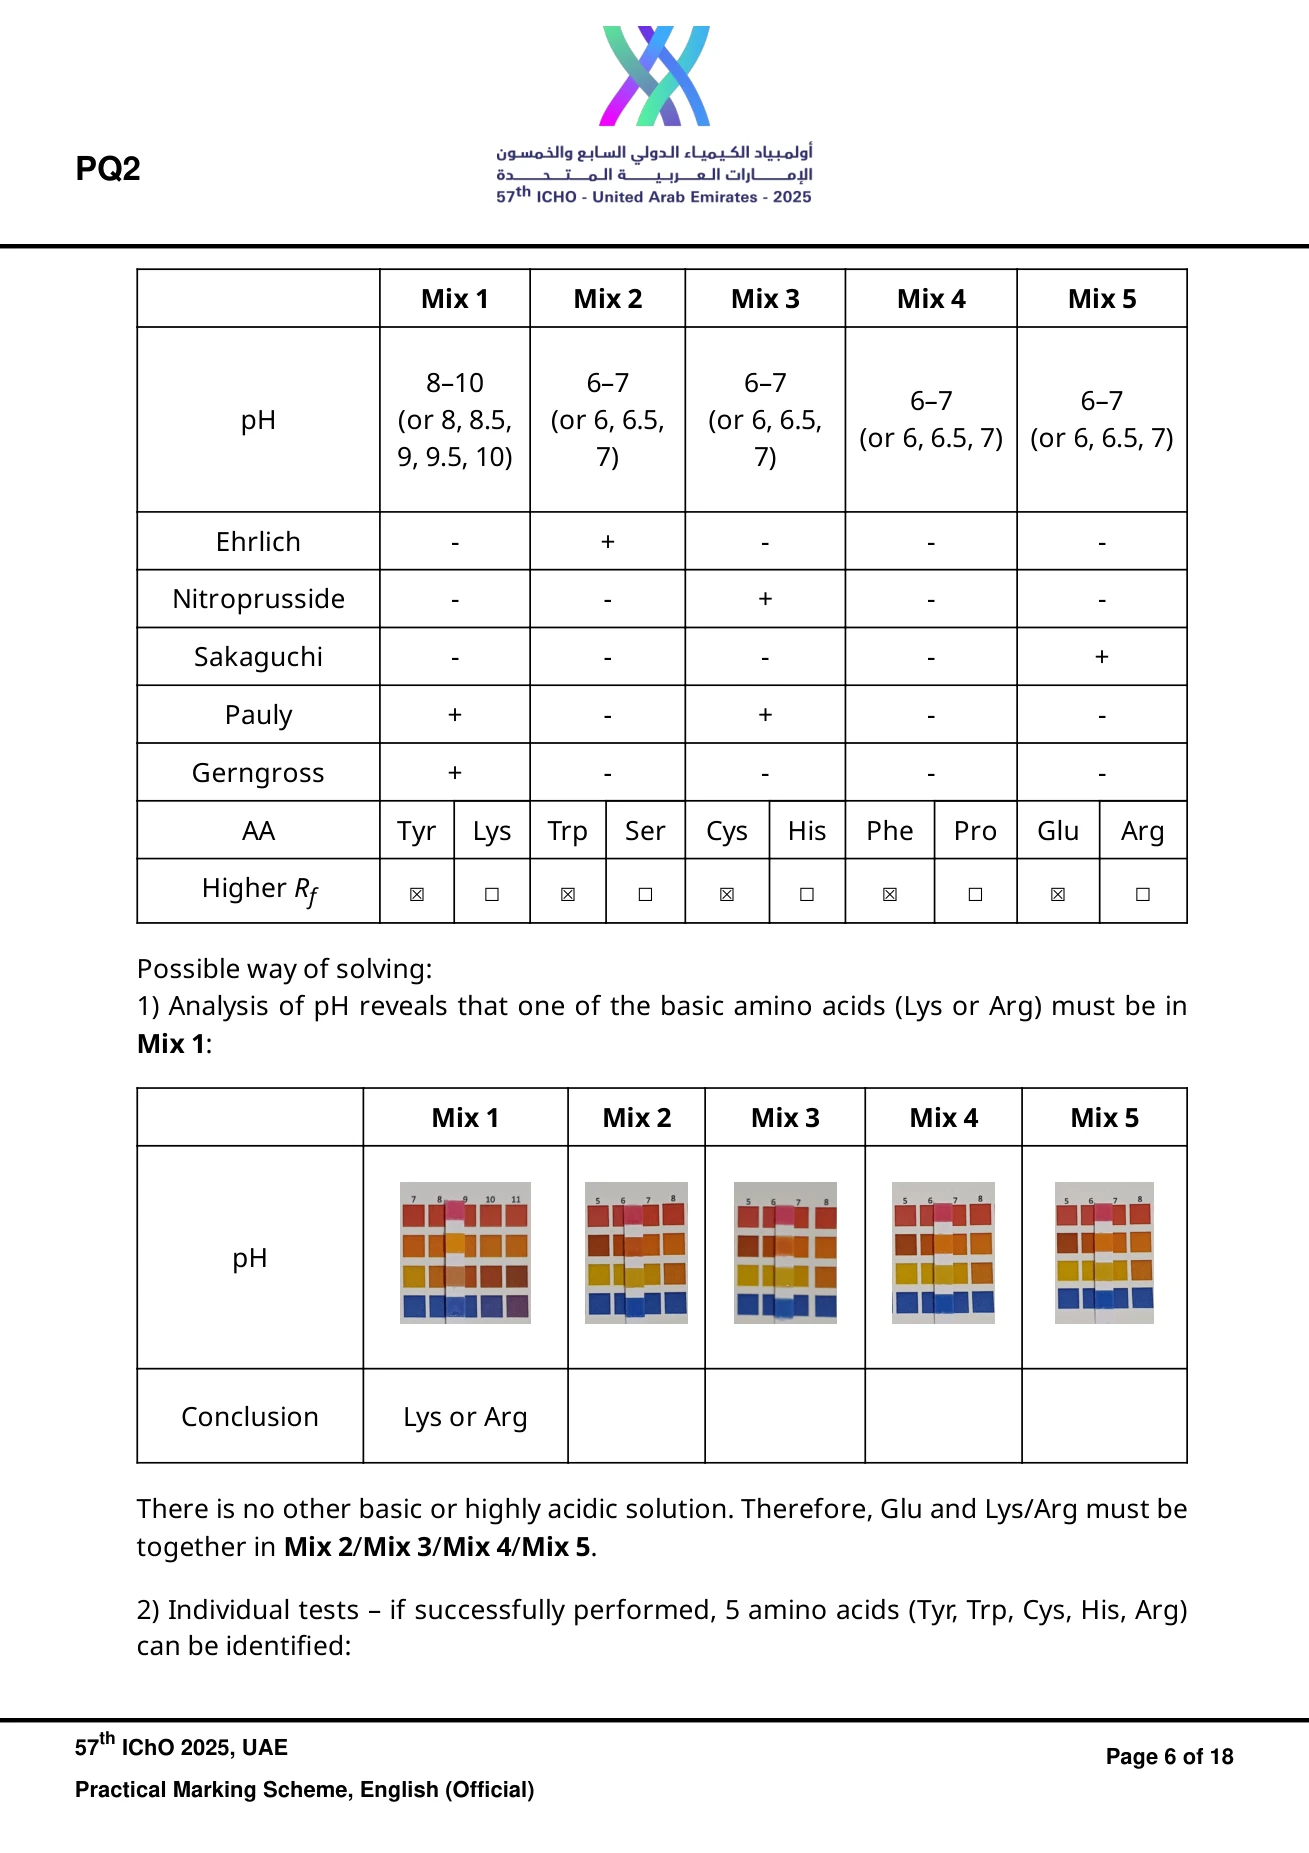 أولمبياد الكيمياء الدولي السابع والخمسون
PQ2
الإمارات العربية المتحدة
57th ICHO - United Arab Emirates - 2025
Mix 1 Mix 2 Mix 3 Mix 4 Mix 5
pH
8–10
(or 8, 8.5,
9, 9.5, 10)
6–7
(or 6, 6.5,
7)
6–7
(or 6, 6.5,
7)
6–7
(or 6, 6.5, 7)
6–7
(or 6, 6.5, 7)
Ehrlich - + - - -
Nitroprusside - - + - -
Sakaguchi - - - - +
Pauly + - + - -
Gerngross + - - - -
AA Tyr Lys Trp Ser Cys His Phe Pro Glu Arg
Higher Rf ☒ ☐ ☒ ☐ ☒ ☐ ☒ ☐ ☒ ☐
Possible way of solving:
1) Analysis of pH reveals that one of the basic amino acids (Lys or Arg) must be in
Mix 1:
Mix 1 Mix 2 Mix 3 Mix 4 Mix 5
pH
7 8 9 10 11
5 6 7 8
5 6 7 8
5 6 7 8
5 6 7 8
Conclusion Lys or Arg
There is no other basic or highly acidic solution. Therefore, Glu and Lys/Arg must be
together in Mix 2/Mix 3/Mix 4/Mix 5.
2) Individual tests – if successfully performed, 5 amino acids (Tyr, Trp, Cys, His, Arg)
can be identified:
57th IChO 2025, UAE
Page 6 of 18
Practical Marking Scheme, English (Official)